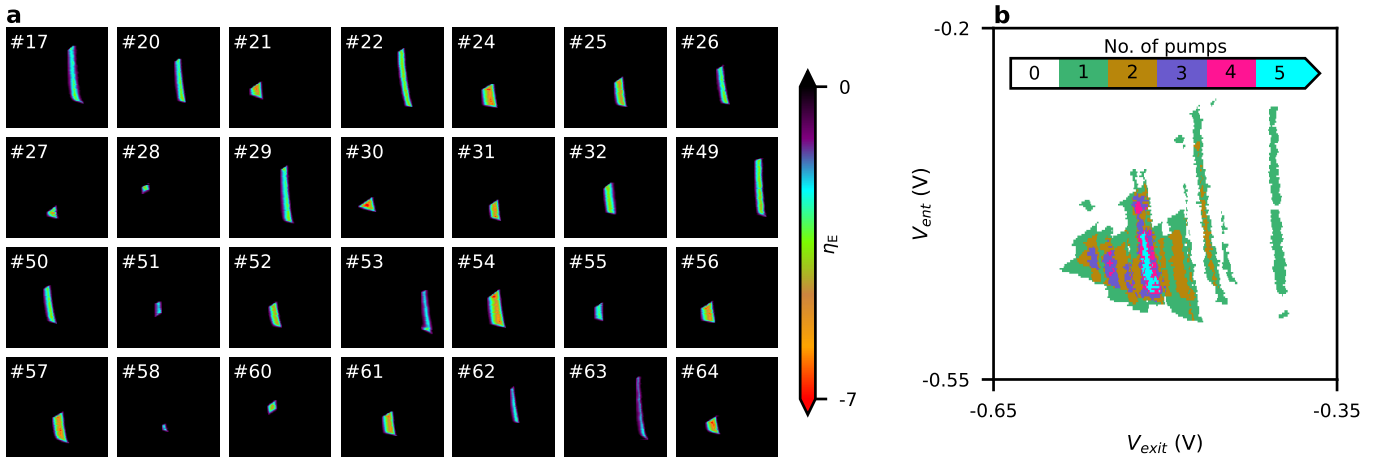 a
#17 #20 #21 #22 #24 #25 #26
#27 #28 #29 #30 #31 #32 #49
#50 #51 #52 #53 #54 #55 #56
#57 #58 #60 #61 #62 #63 #64
0
ηE
-7
b
-0.2
No. of pumps
0 1 2 3 4 5
Vent (V)
-0.55
-0.65 -0.35
Vexit (V)